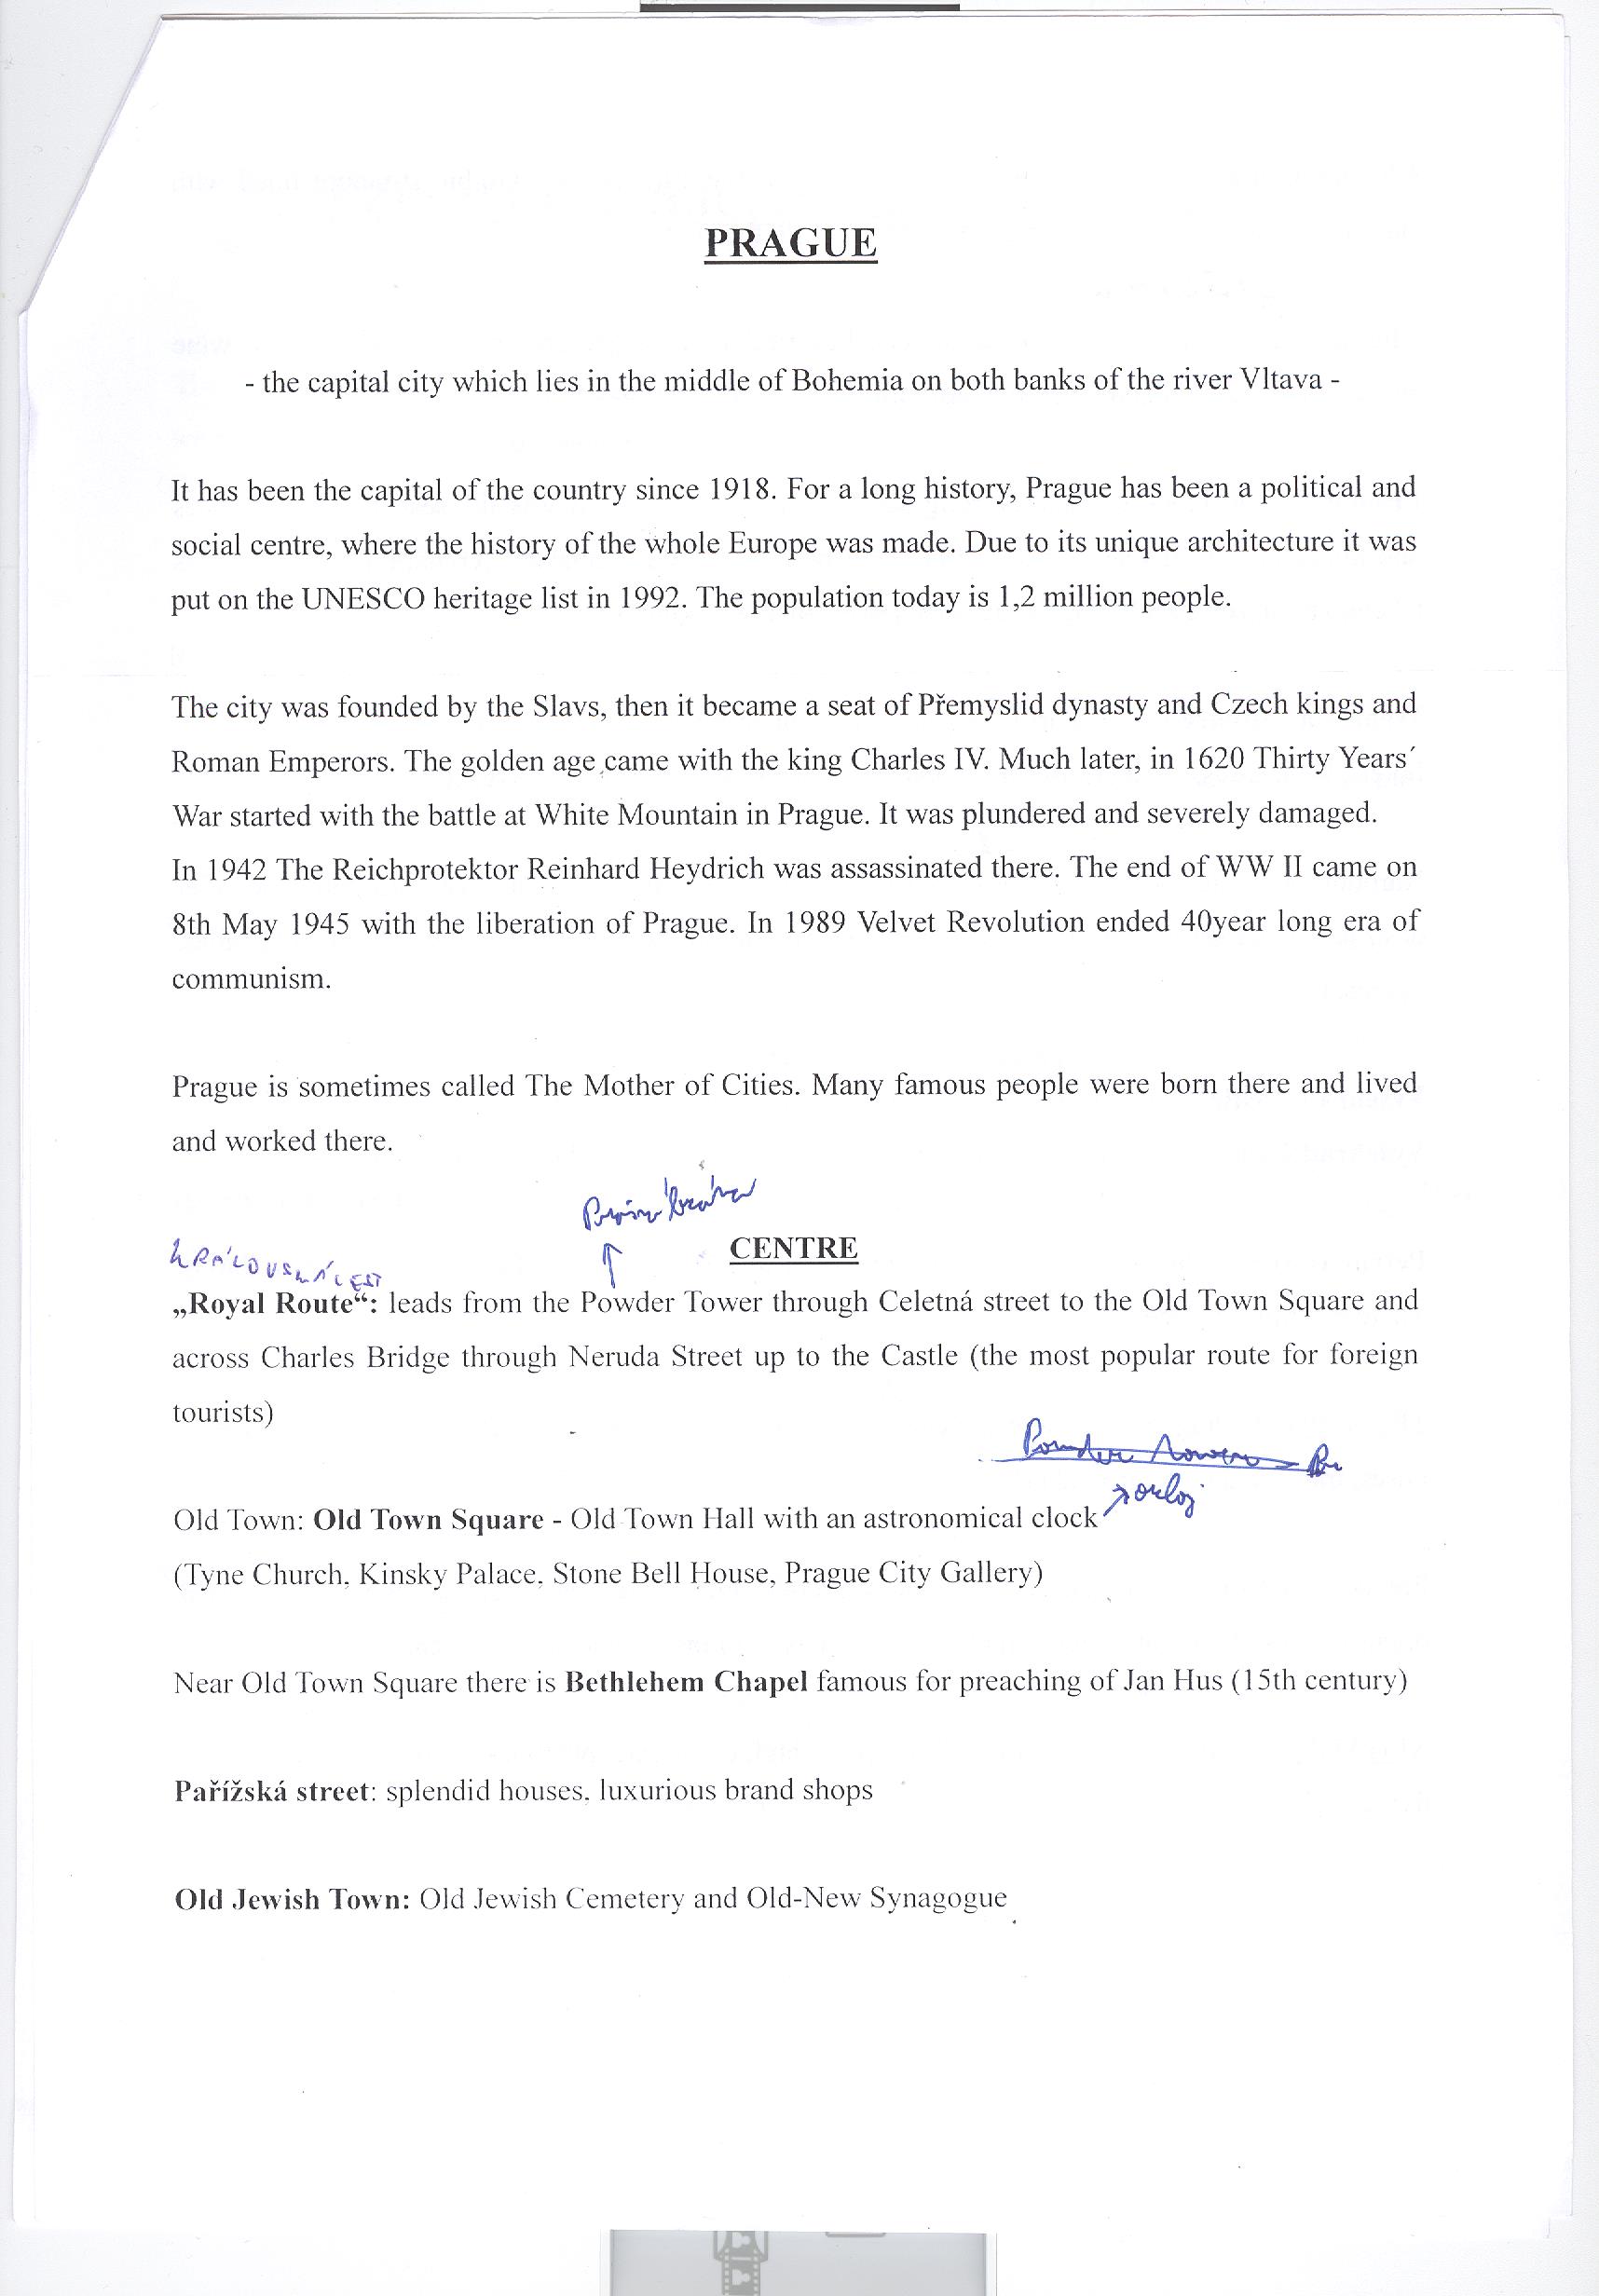 PRAGUE
- the capital city which lies in the middle of Bohemia on both banks of the river Vltava -
It has been the capital of the country since 1918. For a long history, Prague has been a political and
social centre, where the history of the whole Europe was made. Due to its unique architecture it was
put on the UNESCO heritage list in 1992. The population today is 1,2 million people.
The city was founded by the Slavs, then it became a seat of Přemyslid dynasty and Czech kings and
Roman Emperors. The golden age came with the king Charles IV. Much later, in 1620 Thirty Years´
War started with the battle at White Mountain in Prague. It was plundered and severely damaged.
In 1942 The Reichprotektor Reinhard Heydrich was assassinated there. The end of WW II came on
8th May 1945 with the liberation of Prague. In 1989 Velvet Revolution ended 40year long era of
communism.
Prague is sometimes called The Mother of Cities. Many famous people were born there and lived
and worked there.
Prašná brána
CENTRE
KRÁLOVSKÁ CESTA
„Royal Route“: leads from the Powder Tower through Celetná street to the Old Town Square and
across Charles Bridge through Neruda Street up to the Castle (the most popular route for foreign
tourists)
Powder Tower - Pr
orloj
Old Town: Old Town Square - Old Town Hall with an astronomical clock
(Tyne Church, Kinsky Palace, Stone Bell House, Prague City Gallery)
Near Old Town Square there is Bethlehem Chapel famous for preaching of Jan Hus (15th century)
Pařížská street: splendid houses, luxurious brand shops
Old Jewish Town: Old Jewish Cemetery and Old-New Synagogue